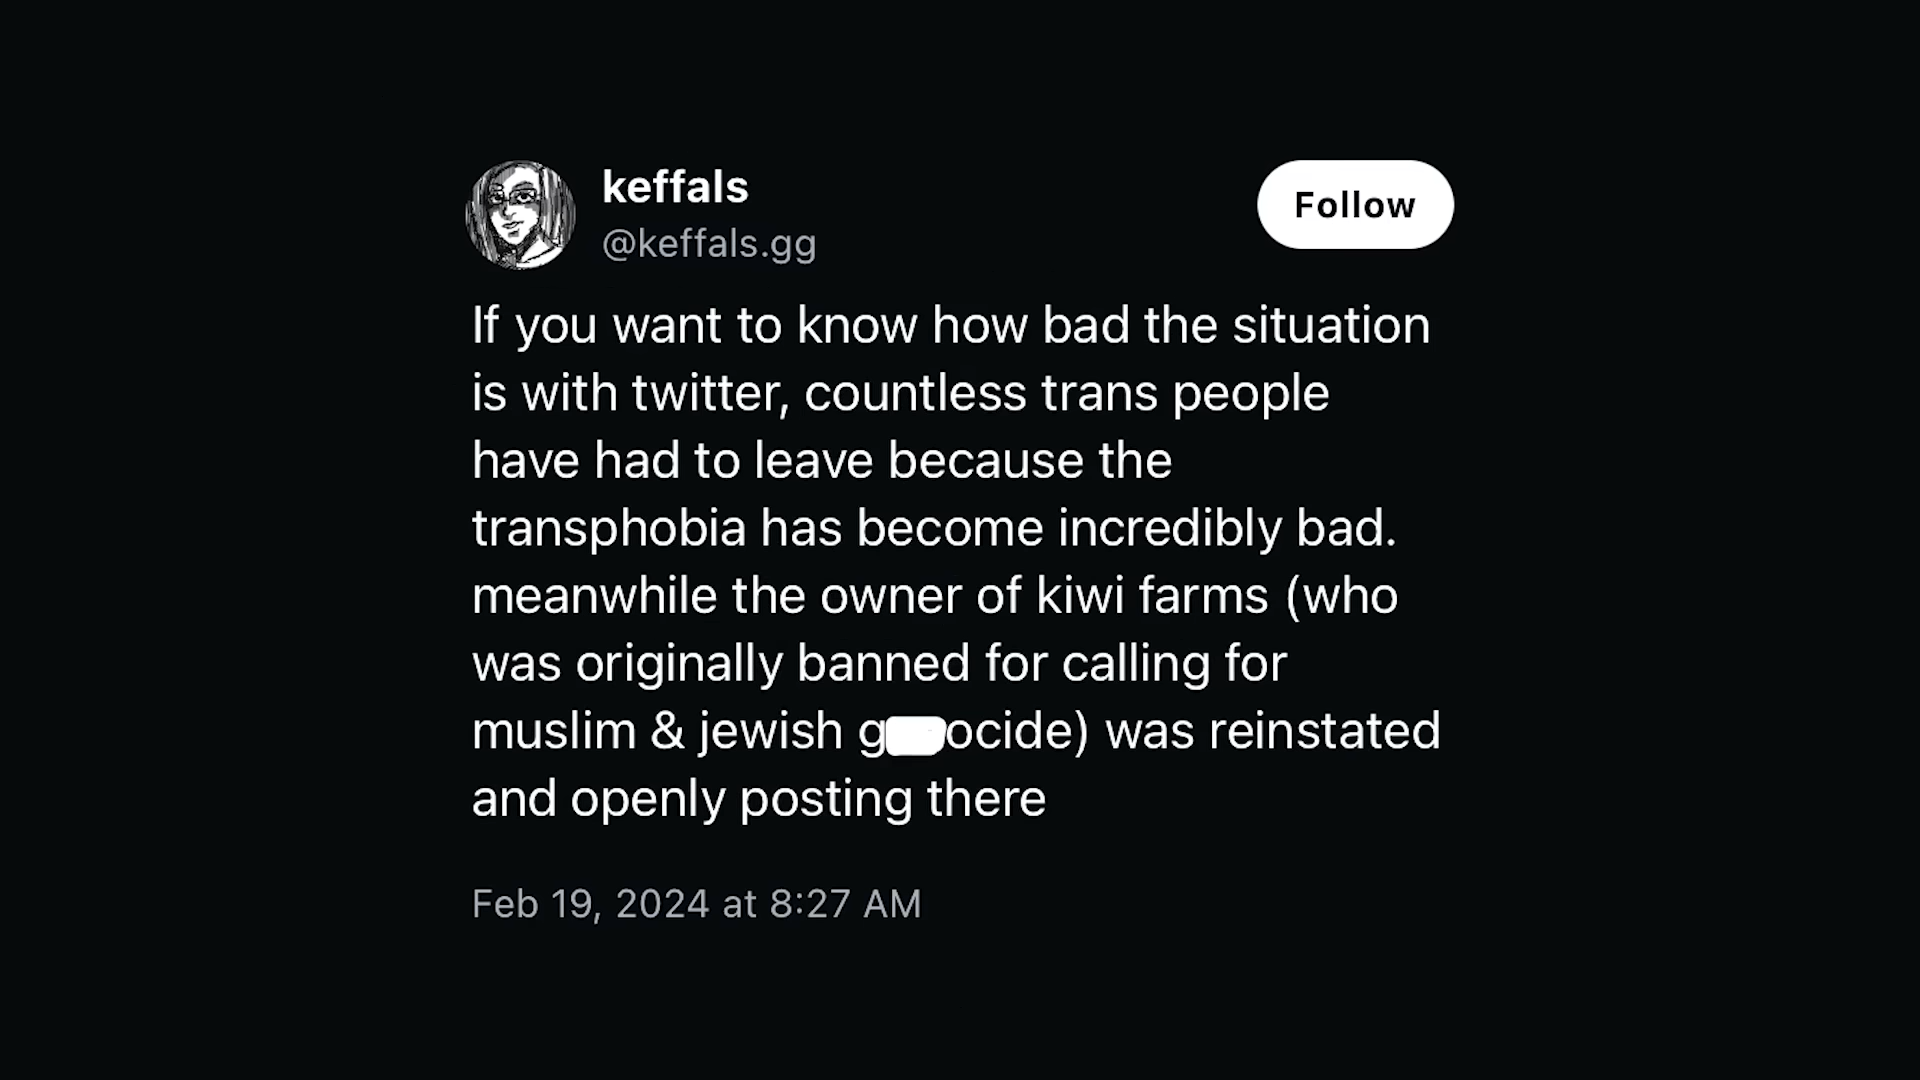 keffals
@keffals.gg
Follow
If you want to know how bad the situation
is with twitter, countless trans people
have had to leave because the
transphobia has become incredibly bad.
meanwhile the owner of kiwi farms (who
was originally banned for calling for
muslim & jewish g ocide) was reinstated
and openly posting there
Feb 19, 2024 at 8:27 AM